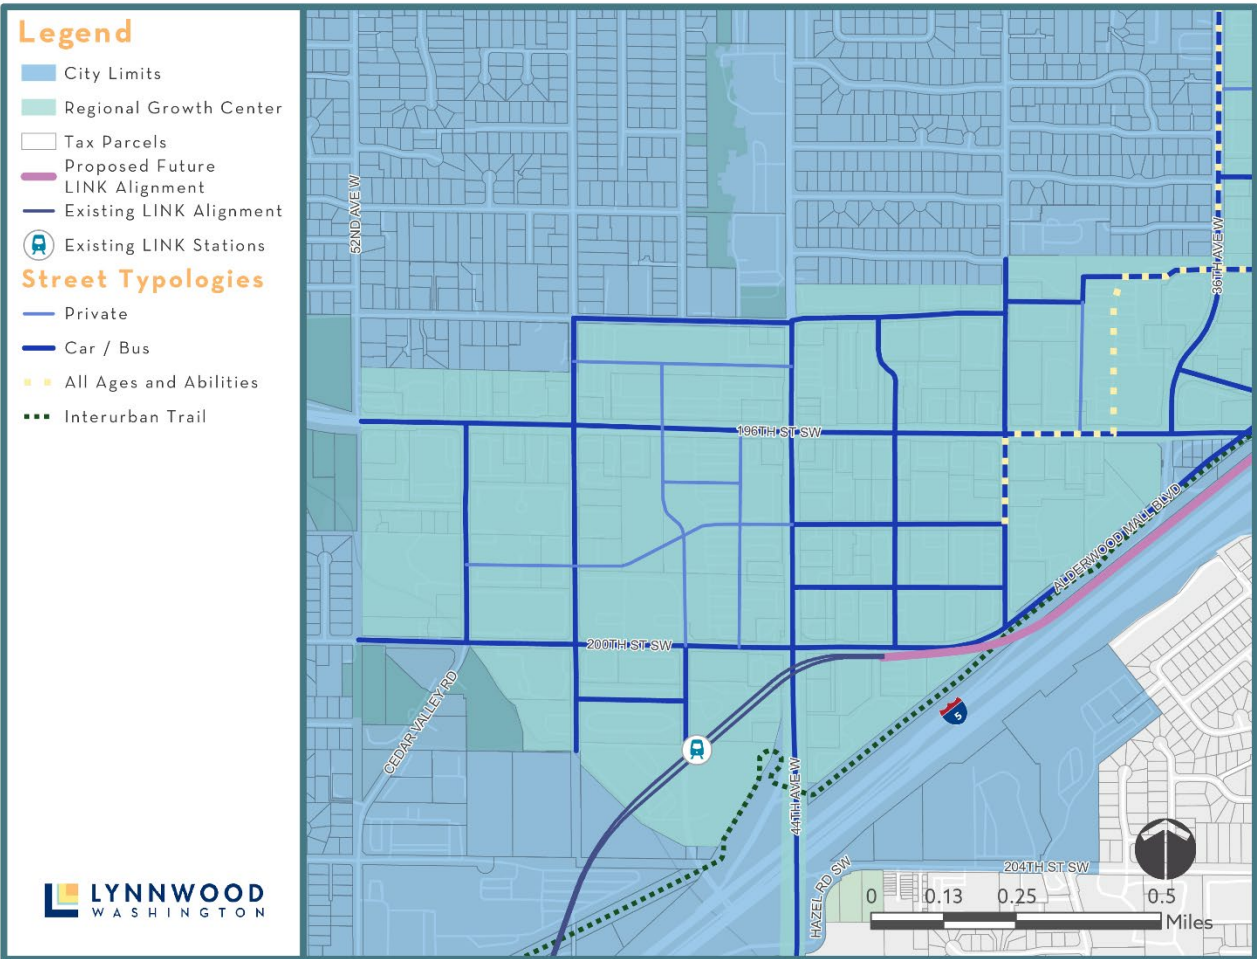 Legend
City Limits
Regional Growth Center
Tax Parcels
Proposed Future
LINK Alignment
Existing LINK Alignment
Existing LINK Stations
Street Typologies
Private
Car / Bus
All Ages and Abilities
Interurban Trail
LYNNWOOD
WASHINGTON
52ND AVE W
36TH AVE W
196TH ST SW
ALDERWOOD MALL BLVD
200TH ST SW
CEDAR VALLEY RD
5
44TH AVE W
HAZEL RD SW
204TH ST SW
0 0.13 0.25 0.5
Miles